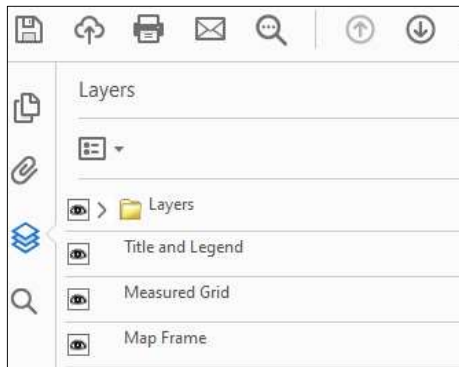 Layers
Layers
Title and Legend
Measured Grid
Map Frame